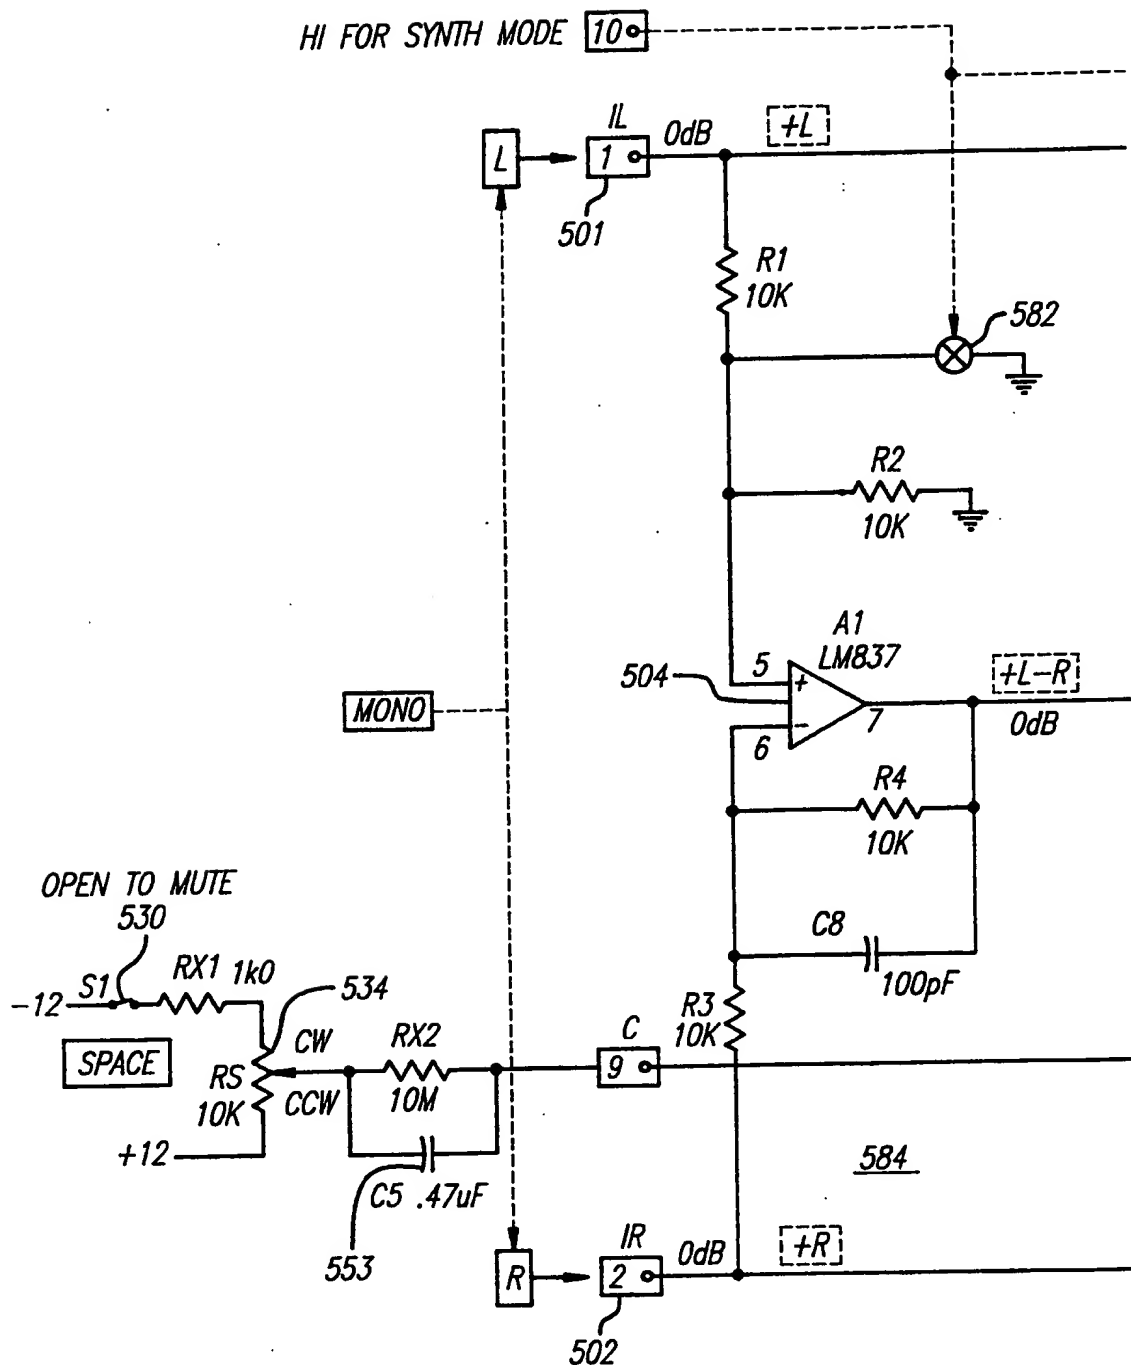 HI FOR SYNTH MODE 10
IL
0dB
+L
L
1
501
R1
10K
582
R2
10K
A1
LM837
504
5
+
+L-R
MONO
-
6
7
0dB
R4
10K
OPEN TO MUTE
530
C8
100pF
S1
RX1 1k0
534
-12
R3
10K
C
CW
RX2
SPACE
9
RS
10K
CCW
10M
+12
584
C5 .47uF
IR
0dB
+R
553
R
2
502